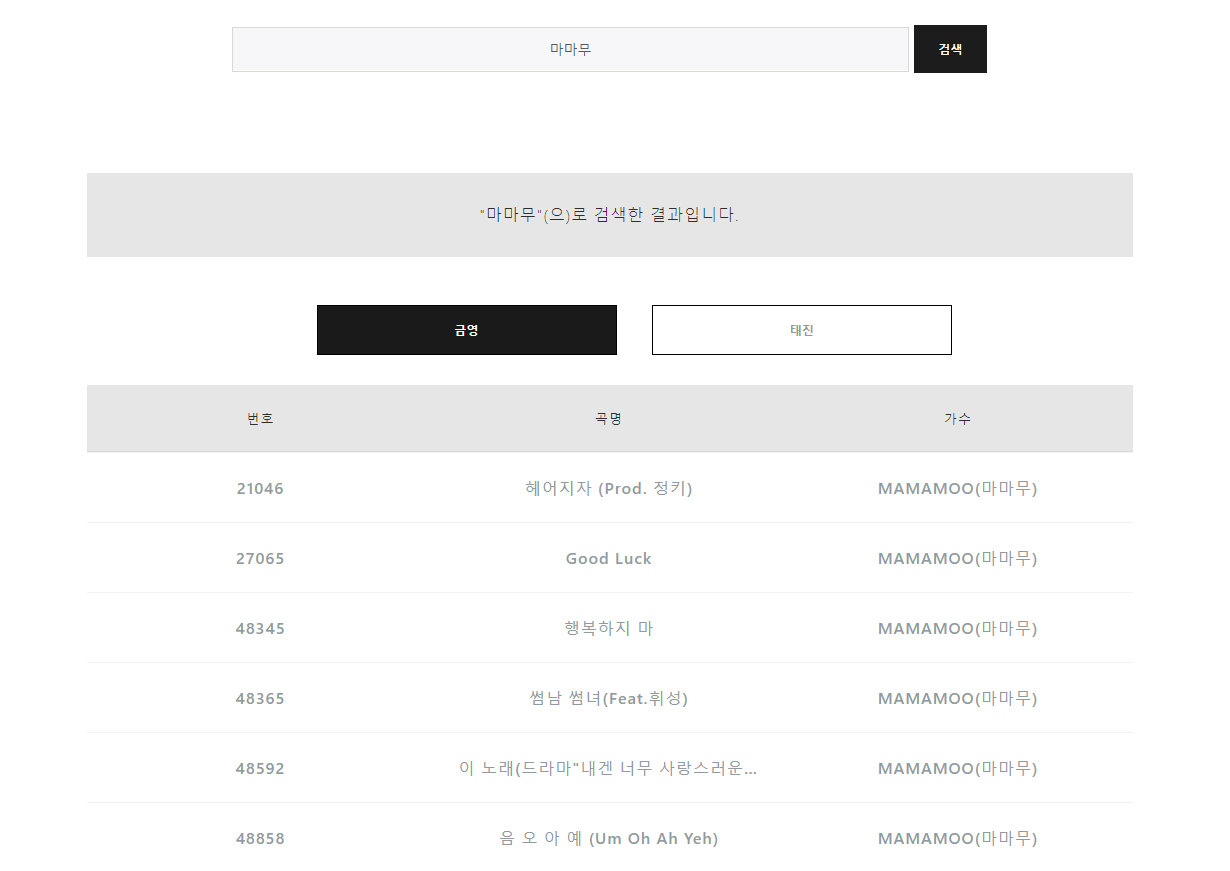 마마무 검색
"마마무"(으)로 검색한 결과입니다.
금영 태진
번호 곡명 가수
21046 헤어지자 (Prod. 정키) MAMAMOO(마마무)
27065 Good Luck MAMAMOO(마마무)
48345 행복하지 마 MAMAMOO(마마무)
48365 썸남 썸녀(Feat.휘성) MAMAMOO(마마무)
48592 이 노래(드라마"내겐 너무 사랑스러운... MAMAMOO(마마무)
48858 음 오 아 예 (Um Oh Ah Yeh) MAMAMOO(마마무)